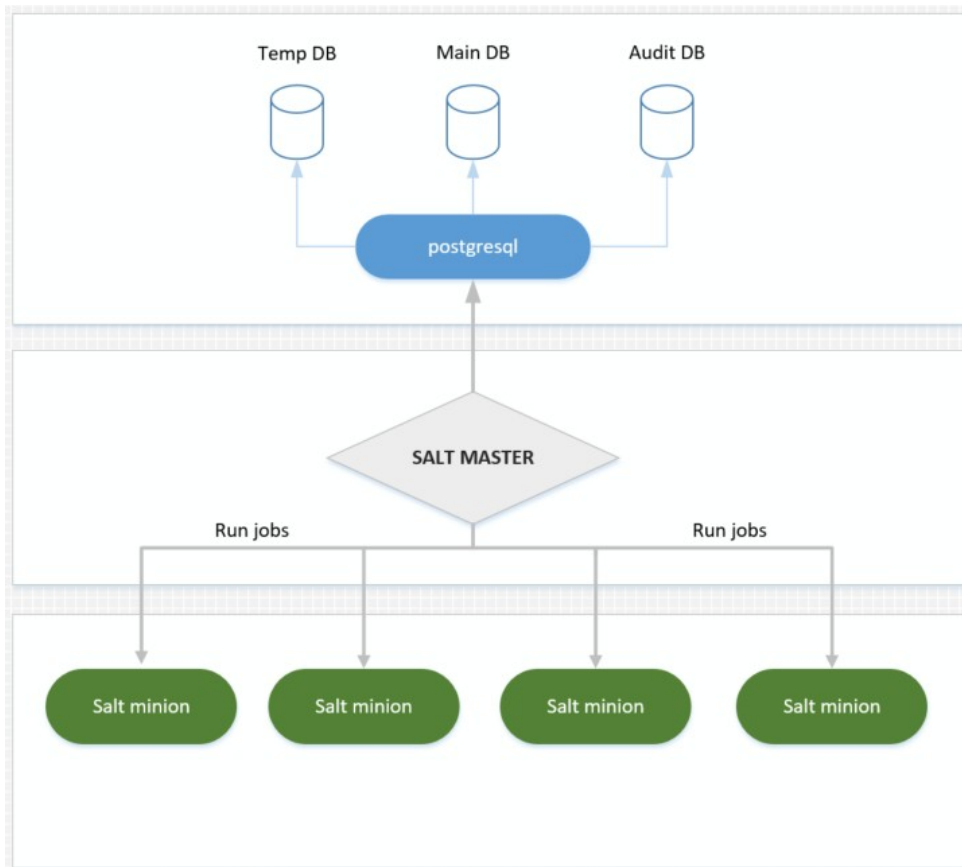 Temp DB
Main DB
Audit DB
postgresql
SALT MASTER
Run jobs
Run jobs
Salt minion
Salt minion
Salt minion
Salt minion